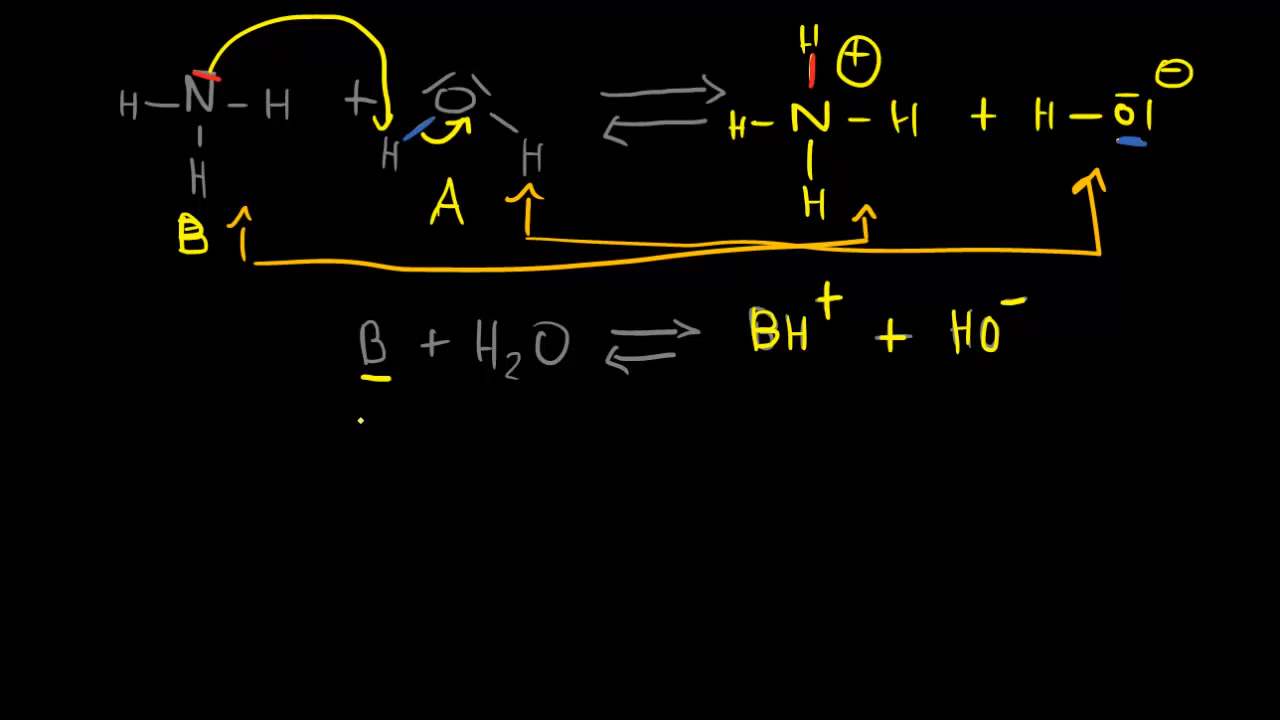 H
H–N–H + O ⇌ H–N–H + H–O| ⊖
⊕
H H
H H
B A
B + H₂O ⇌ BH⁺ + HO⁻